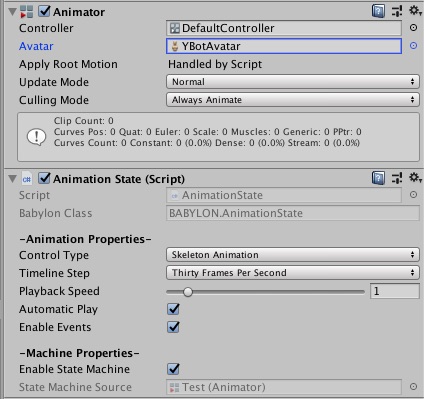 Animator
Controller DefaultController
Avatar YBotAvatar
Apply Root Motion Handled by Script
Update Mode Normal
Culling Mode Always Animate
Clip Count: 0
Curves Pos: 0 Quat: 0 Euler: 0 Scale: 0 Muscles: 0 Generic: 0 PPtr: 0
Curves Count: 0 Constant: 0 (0.0%) Dense: 0 (0.0%) Stream: 0 (0.0%)
Animation State (Script)
Script AnimationState
Babylon Class BABYLON.AnimationState
-Animation Properties-
Control Type Skeleton Animation
Timeline Step Thirty Frames Per Second
Playback Speed 1
Automatic Play
Enable Events
-Machine Properties-
Enable State Machine
State Machine Source Test (Animator)